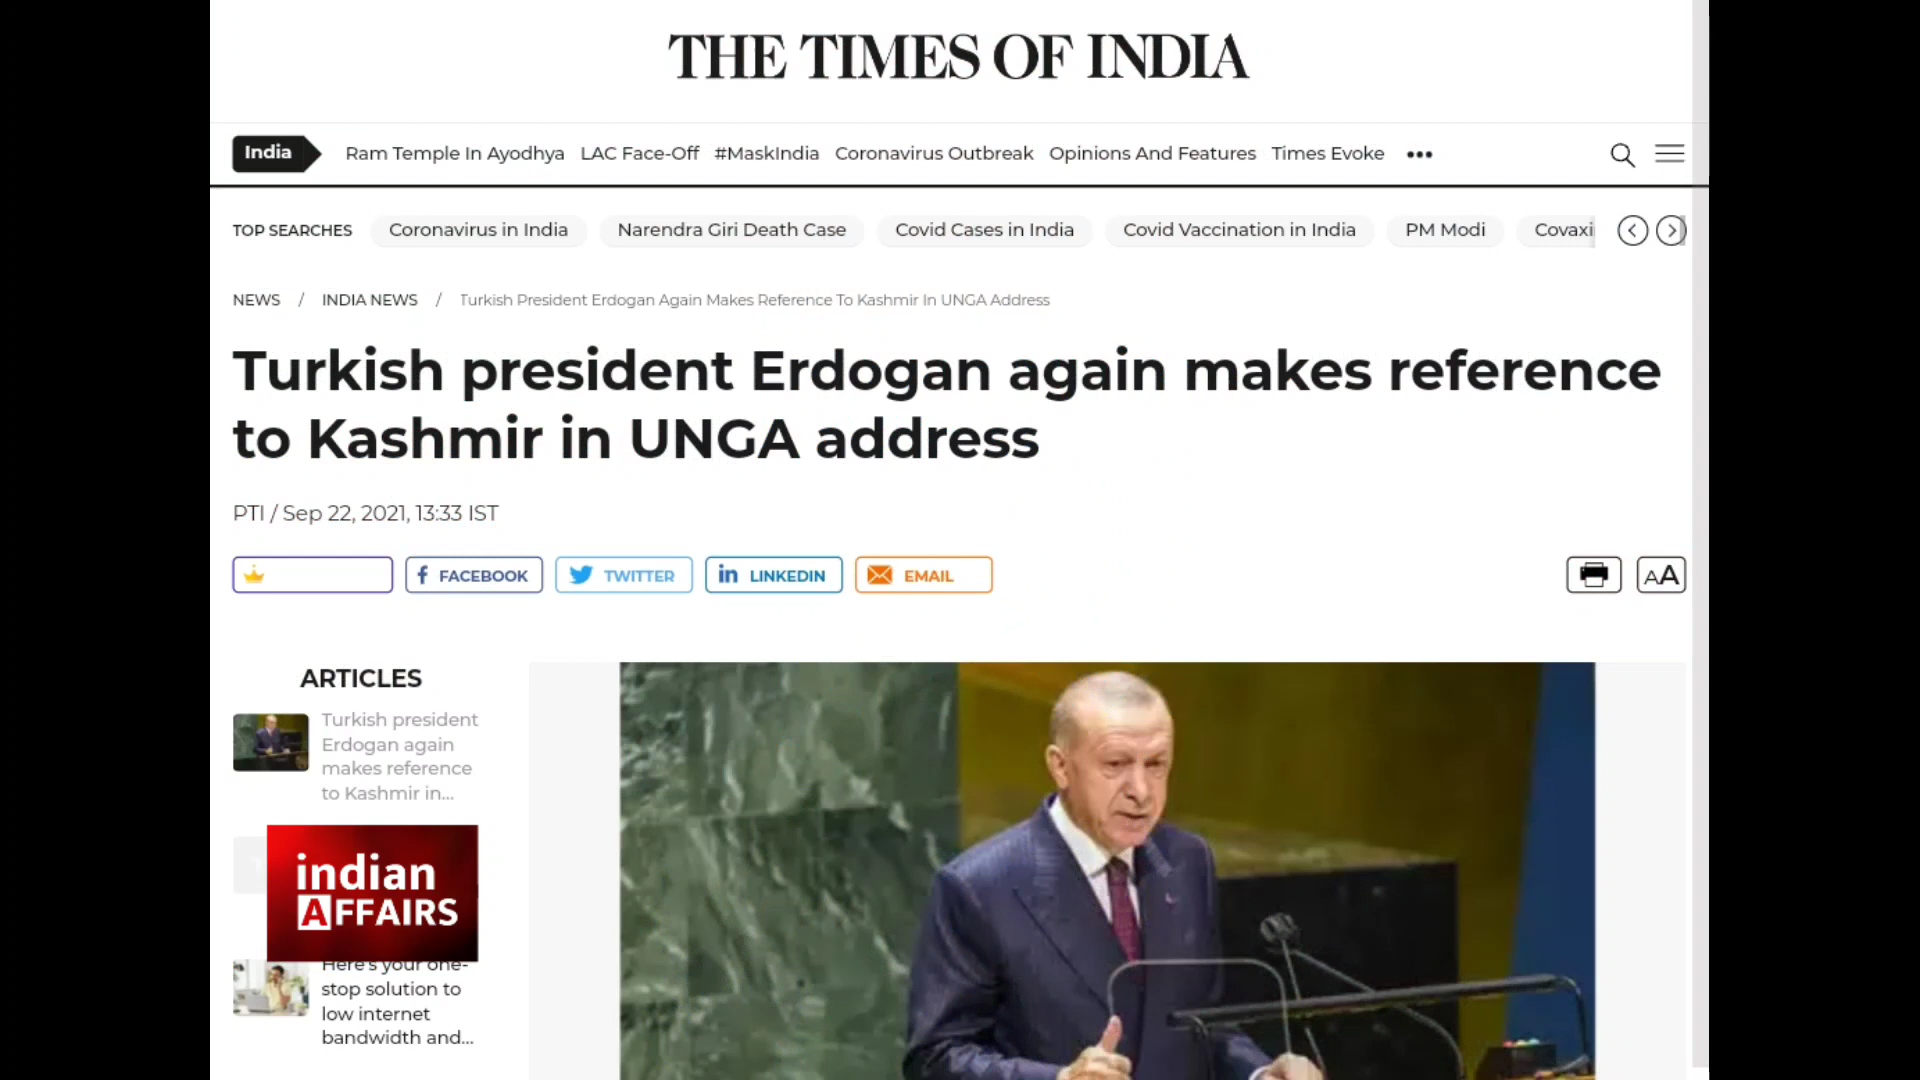 THE TIMES OF INDIA
India
Ram Temple In Ayodhya LAC Face-Off #MaskIndia Coronavirus Outbreak Opinions And Features Times Evoke •••
TOP SEARCHES Coronavirus in India Narendra Giri Death Case Covid Cases in India Covid Vaccination in India PM Modi Covaxi
NEWS / INDIA NEWS / Turkish President Erdogan Again Makes Reference To Kashmir In UNGA Address
Turkish president Erdogan again makes reference
to Kashmir in UNGA address
PTI / Sep 22, 2021, 13:33 IST
FACEBOOK TWITTER in LINKEDIN EMAIL
AA
ARTICLES
Turkish president
Erdogan again
makes reference
to Kashmir in...
indian
AFFAIRS
Here's your one-
stop solution to
low internet
bandwidth and...